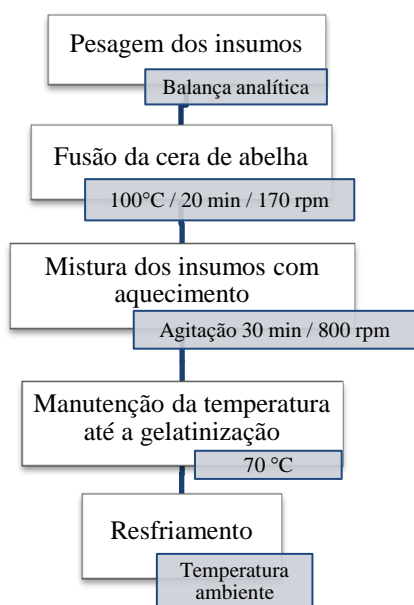 Pesagem dos insumos
Balança analítica
Fusão da cera de abelha
100°C / 20 min / 170 rpm
Mistura dos insumos com
aquecimento
Agitação 30 min / 800 rpm
Manutenção da temperatura
até a gelatinização
70 °C
Resfriamento
Temperatura
ambiente